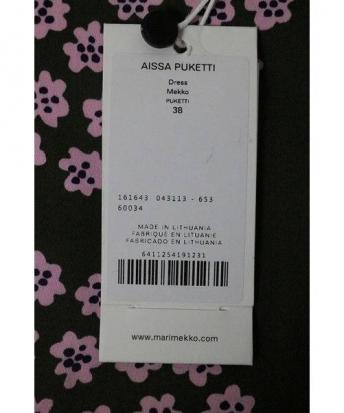 AISSA PUKETTI
Dress
Mekko
PUKETTI
38
161643 043113 - 653
60034
MADE IN LITHUANIA
FABRIQUÉ EN LITUANIE
FABRICADO EN LITHUANIA
6411254191231
www.marimekko.com